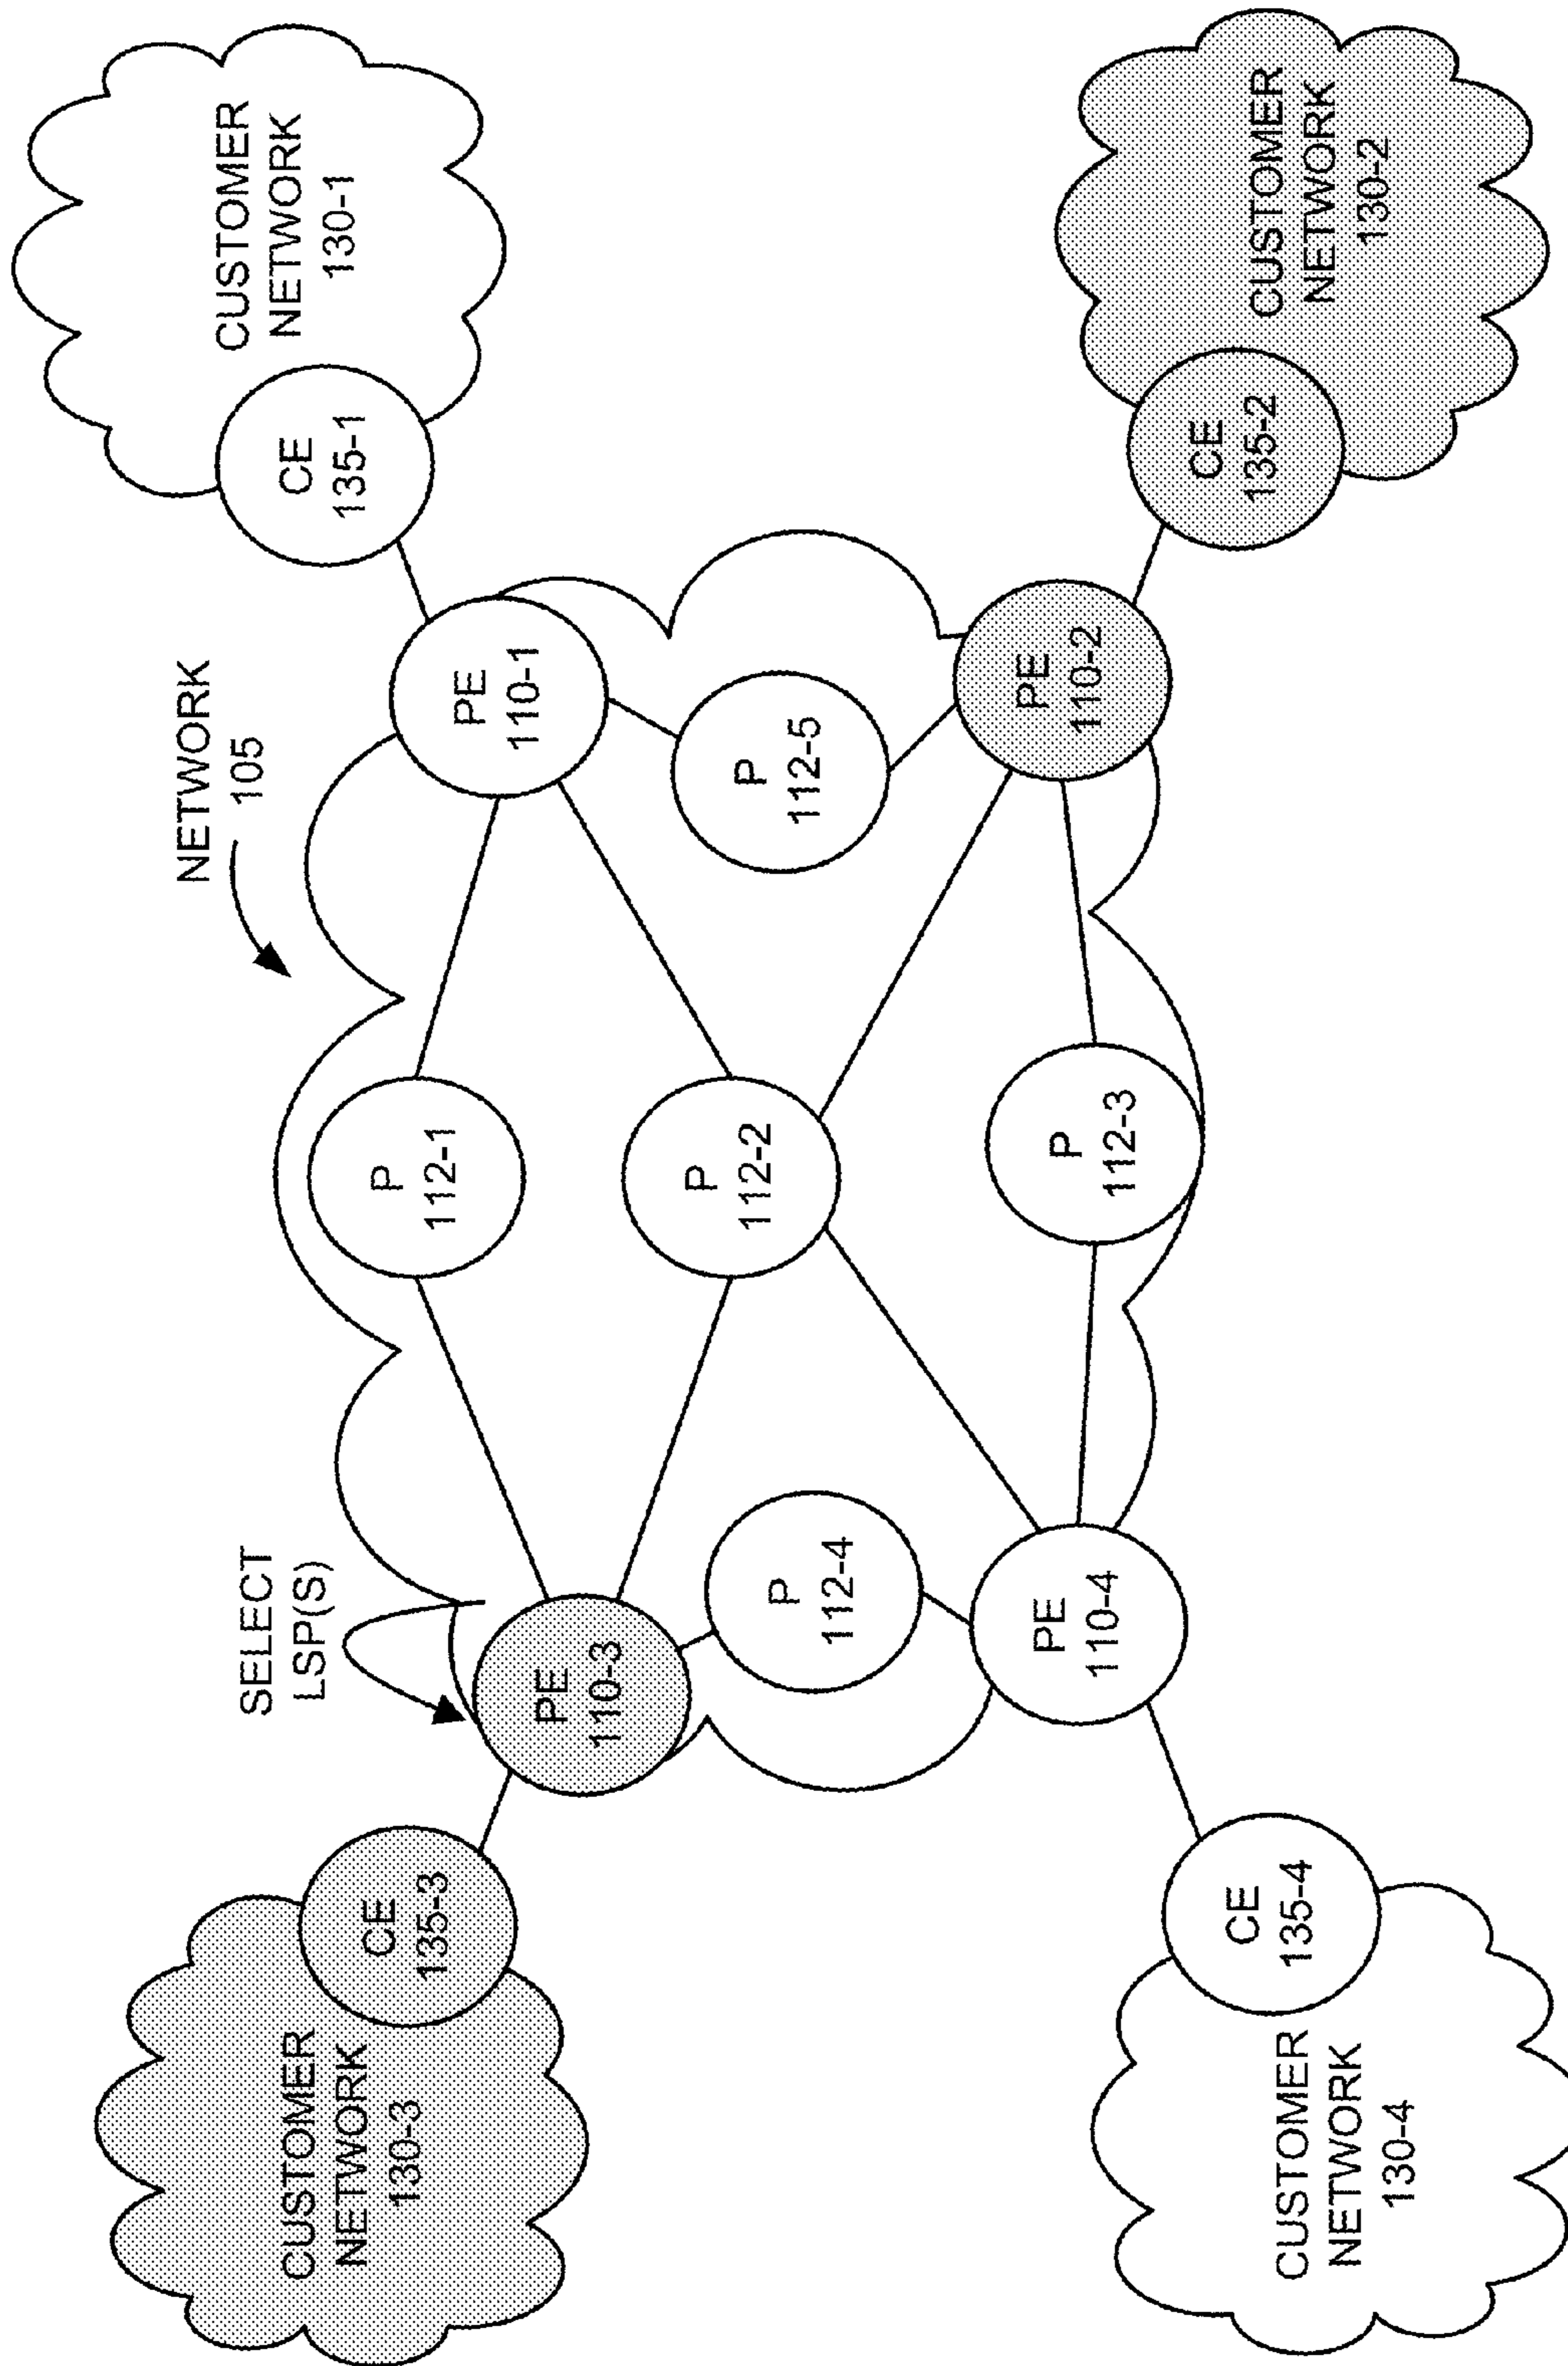 CUSTOMER
NETWORK
130-3
CE
135-3
SELECT
LSP(S)
PE
110-3
P
112-1
NETWORK
105
PE
110-1
CE
135-1
CUSTOMER
NETWORK
130-1
P
112-4
P
112-2
P
112-5
CUSTOMER
NETWORK
130-4
CE
135-4
PE
110-4
P
112-3
PE
110-2
CE
135-2
CUSTOMER
NETWORK
130-2